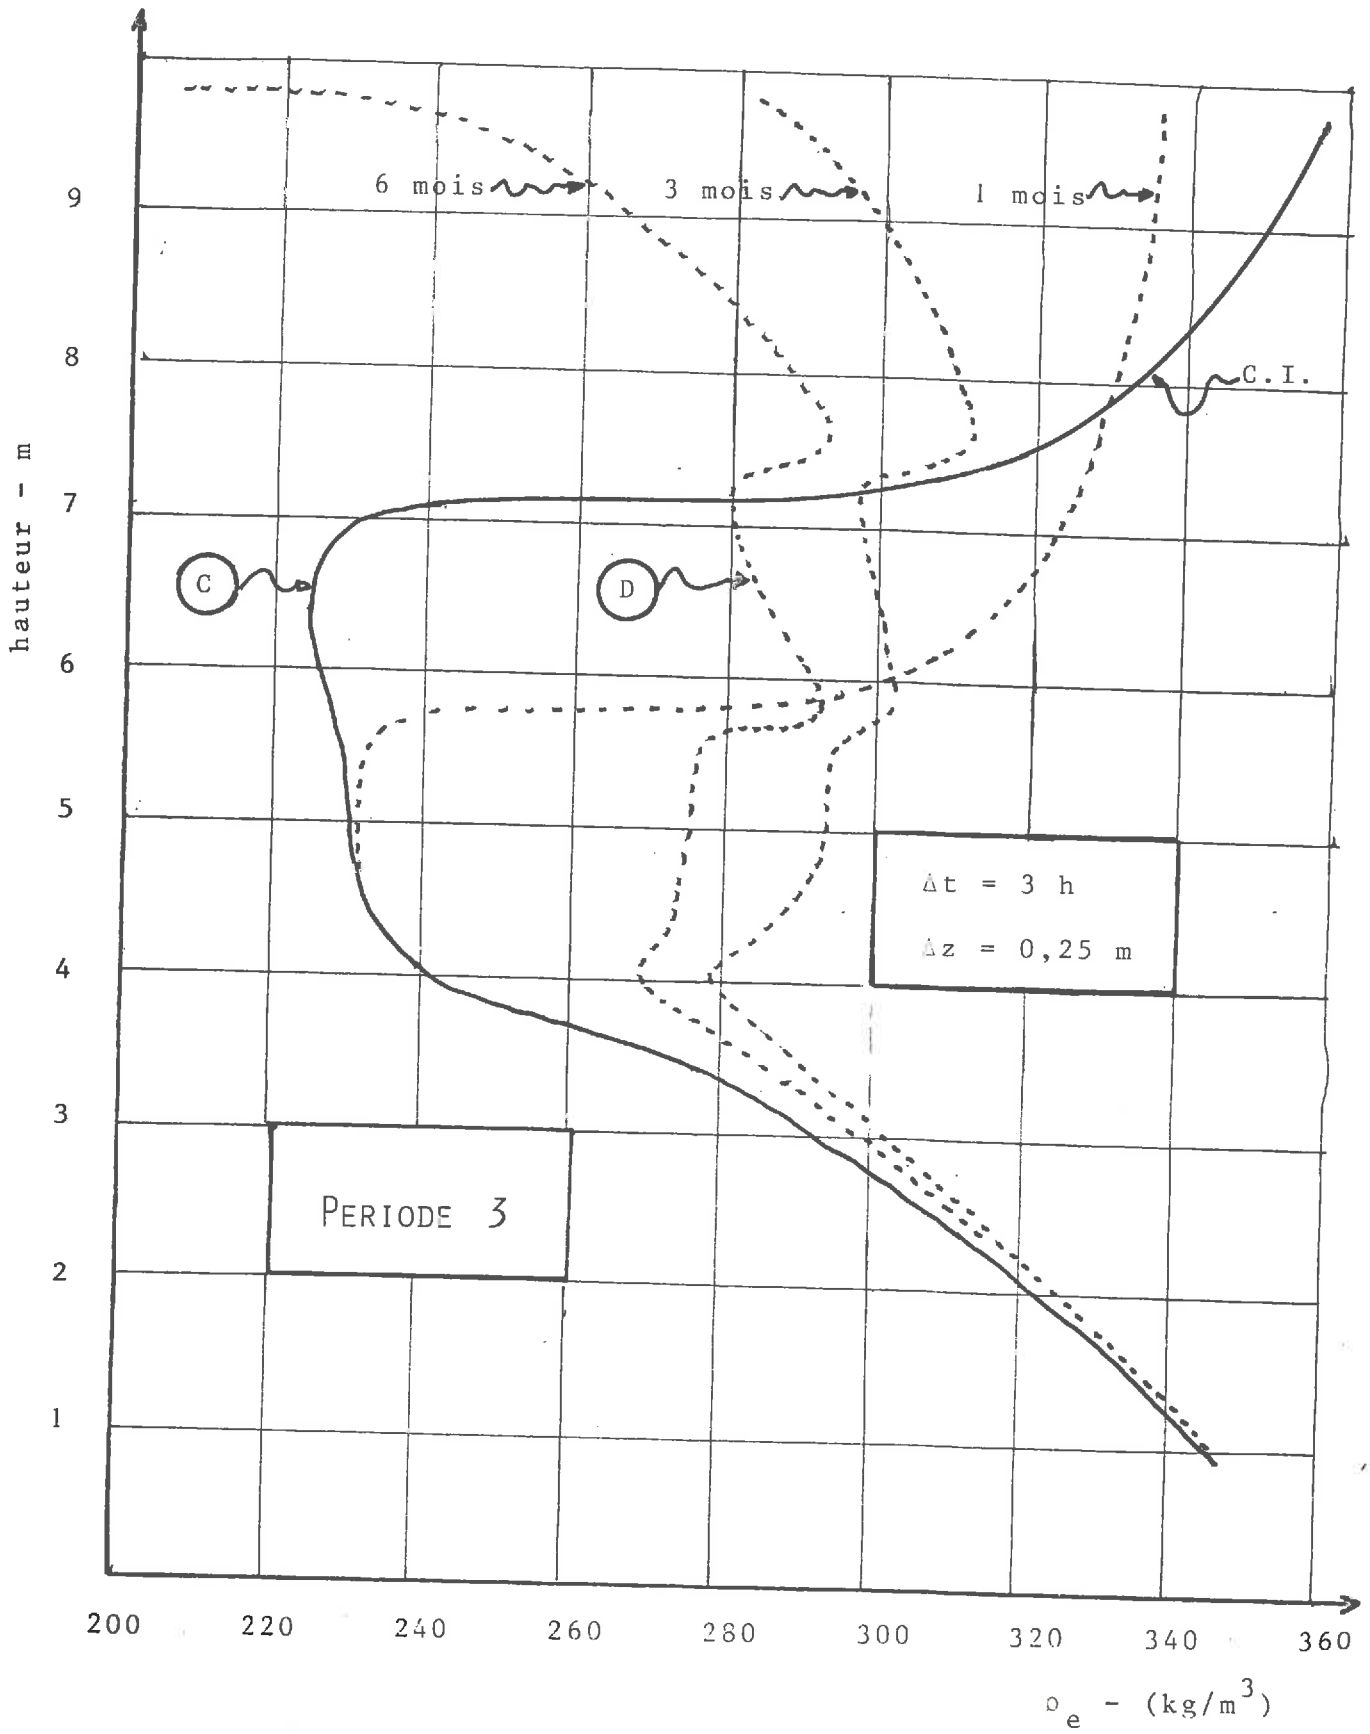 6 mois
3 mois
1 mois
9
8
C.I.
hauteur - m
7
C
D
6
5
Δt = 3 h
Δz = 0,25 m
4
3
PERIODE 3
2
1
200 220 240 260 280 300 320 340 360
ρe - (kg/m³)